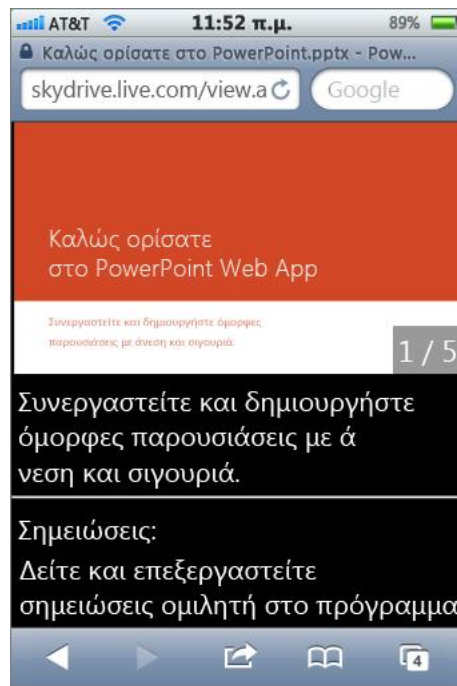 AT&T 11:52 π.μ. 89%
Καλώς ορίσατε στο PowerPoint.pptx - Pow...
skydrive.live.com/view.a Google
Καλώς ορίσατε
στο PowerPoint Web App
Συνεργαστείτε και δημιουργήστε όμορφες
παρουσιάσεις με άνεση και σιγουριά.
1 / 5
Συνεργαστείτε και δημιουργήστε
όμορφες παρουσιάσεις με ά
νεση και σιγουριά.
Σημειώσεις:
Δείτε και επεξεργαστείτε
σημειώσεις ομιλητή στο πρόγραμμα
4